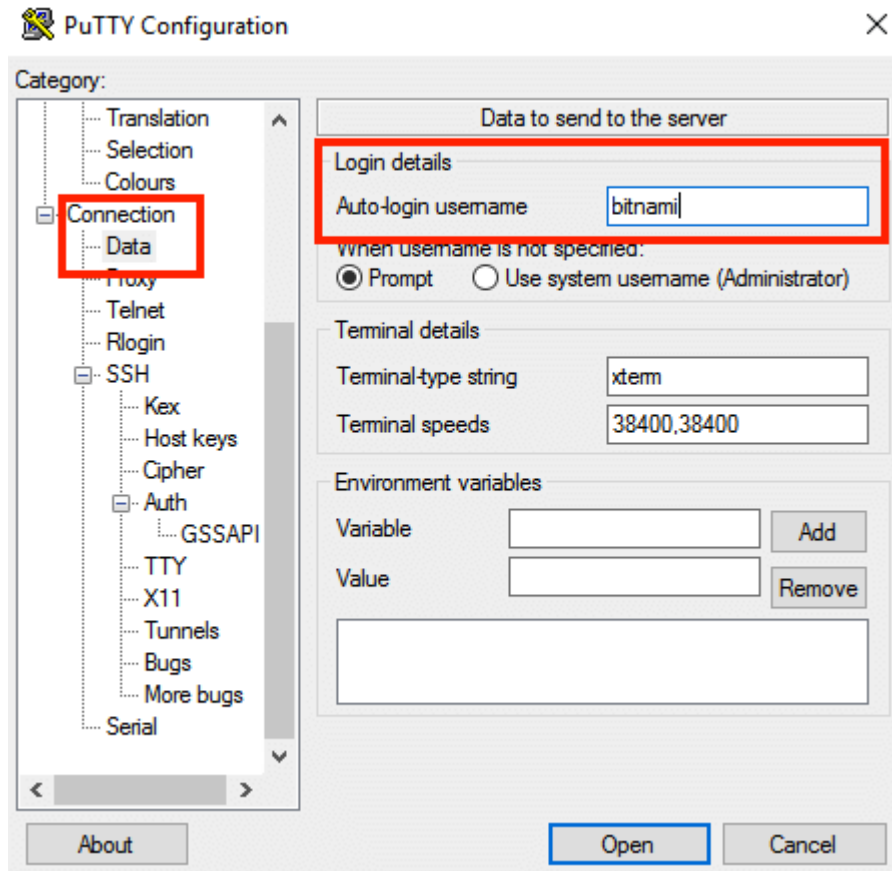 PuTTY Configuration
Category:
Translation
Selection
Colours
Connection
Data
Proxy
Telnet
Rlogin
SSH
Kex
Host keys
Cipher
Auth
GSSAPI
TTY
X11
Tunnels
Bugs
More bugs
Serial
Data to send to the server
Login details
Auto-login username bitnami
When username is not specified:
Prompt Use system username (Administrator)
Terminal details
Terminal-type string xterm
Terminal speeds 38400,38400
Environment variables
Variable Add
Value Remove
About Open Cancel